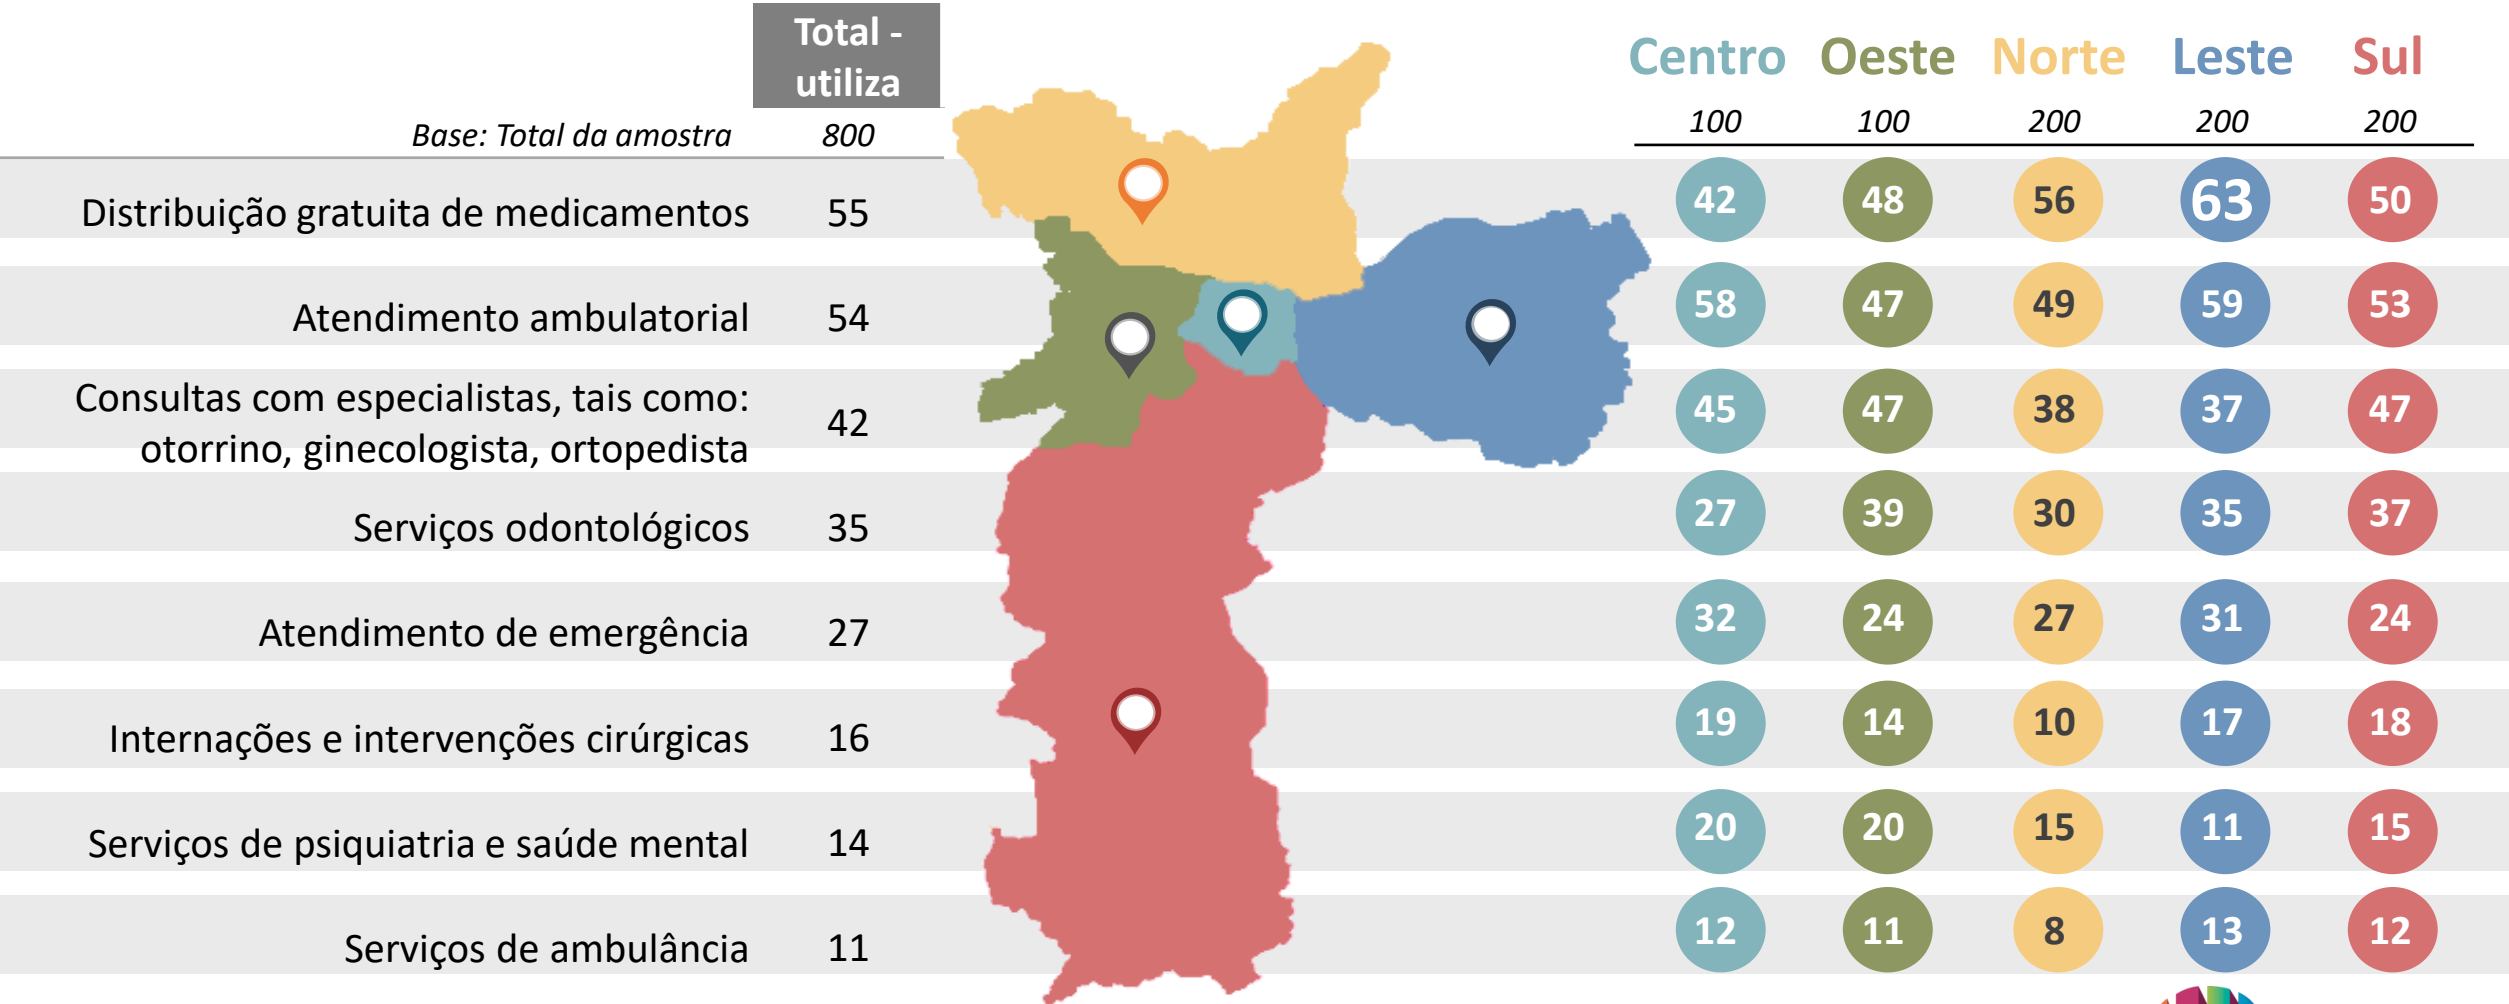 Total -
utiliza
Centro Oeste Norte Leste Sul
Base: Total da amostra 800 100 100 200 200 200
Distribuição gratuita de medicamentos 55 42 48 56 63 50
Atendimento ambulatorial 54 58 47 49 59 53
Consultas com especialistas, tais como:
otorrino, ginecologista, ortopedista 42 45 47 38 37 47
Serviços odontológicos 35 27 39 30 35 37
Atendimento de emergência 27 32 24 27 31 24
Internações e intervenções cirúrgicas 16 19 14 10 17 18
Serviços de psiquiatria e saúde mental 14 20 20 15 11 15
Serviços de ambulância 11 12 11 8 13 12